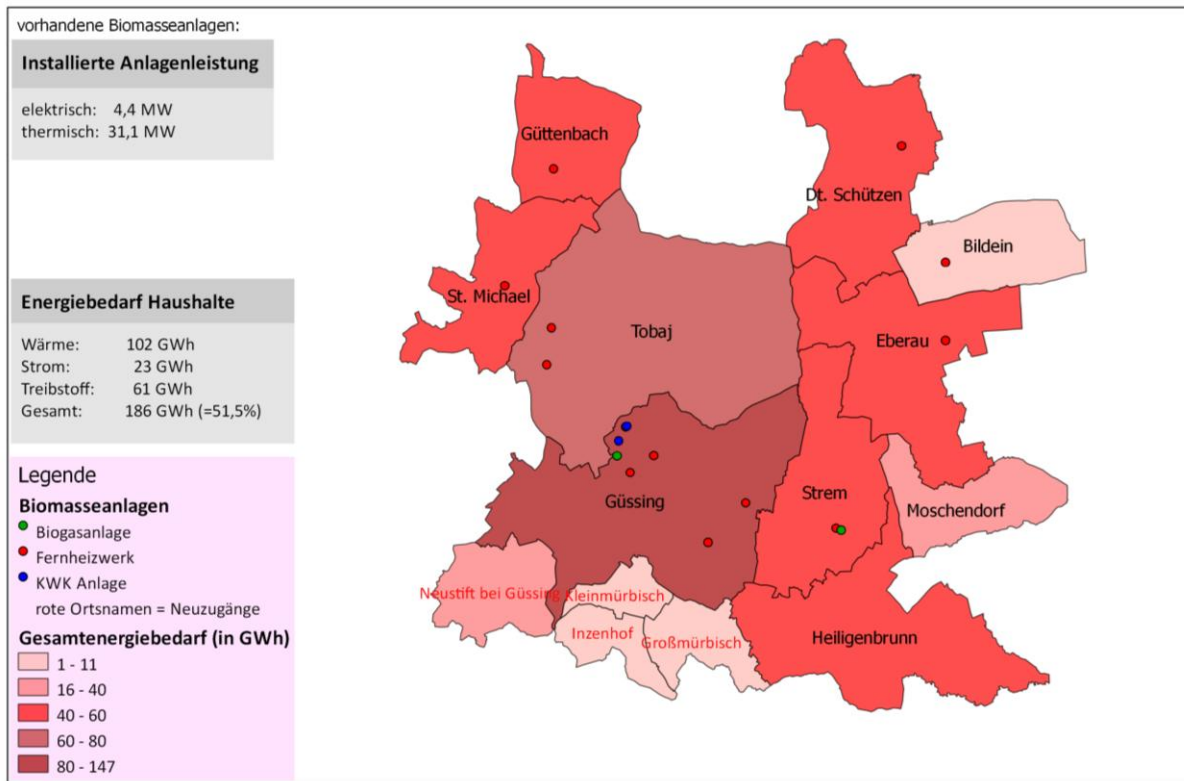 vorhandene Biomasseanlagen:
Installierte Anlagenleistung
elektrisch: 4,4 MW
thermisch: 31,1 MW
Energiebedarf Haushalte
Wärme: 102 GWh
Strom: 23 GWh
Treibstoff: 61 GWh
Gesamt: 186 GWh (=51,5%)
Legende
Biomasseanlagen
Biogasanlage
Fernheizwerk
KWK Anlage
rote Ortsnamen = Neuzugänge
Gesamtenergiebedarf (in GWh)
1 - 11
16 - 40
40 - 60
60 - 80
80 - 147
Güttenbach
Dt. Schützen
Bildein
St. Michael
Tobaj
Eberau
Güssing
Strem
Moschendorf
Neustift bei Güssing
Kleinmürbisch
Inzenhof
Großmürbisch
Heiligenbrunn